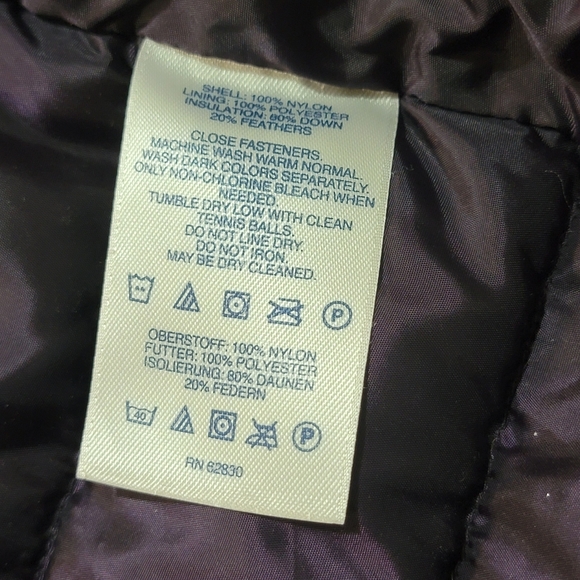 SHELL: 100% NYLON
LINING: 100% POLYESTER
INSULATION: 80% DOWN
20% FEATHERS
CLOSE FASTENERS.
MACHINE WASH WARM NORMAL.
WASH DARK COLORS SEPARATELY.
ONLY NON-CHLORINE BLEACH WHEN
NEEDED.
TUMBLE DRY LOW WITH CLEAN
TENNIS BALLS.
DO NOT LINE DRY.
DO NOT IRON.
MAY BE DRY CLEANED.
P
OBERSTOFF: 100% NYLON
FUTTER: 100% POLYESTER
ISOLIERUNG: 80% DAUNEN
20% FEDERN
40 P
RN 62830